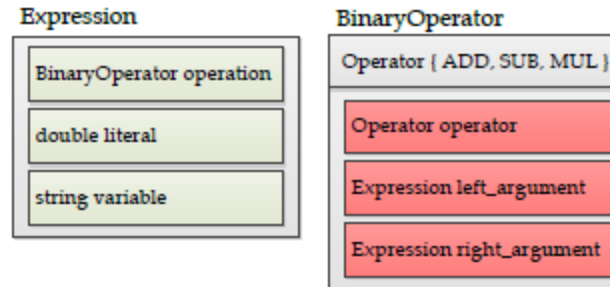 Expression
BinaryOperator operation
double literal
string variable
BinaryOperator
Operator { ADD, SUB, MUL }
Operator operator
Expression left_argument
Expression right_argument